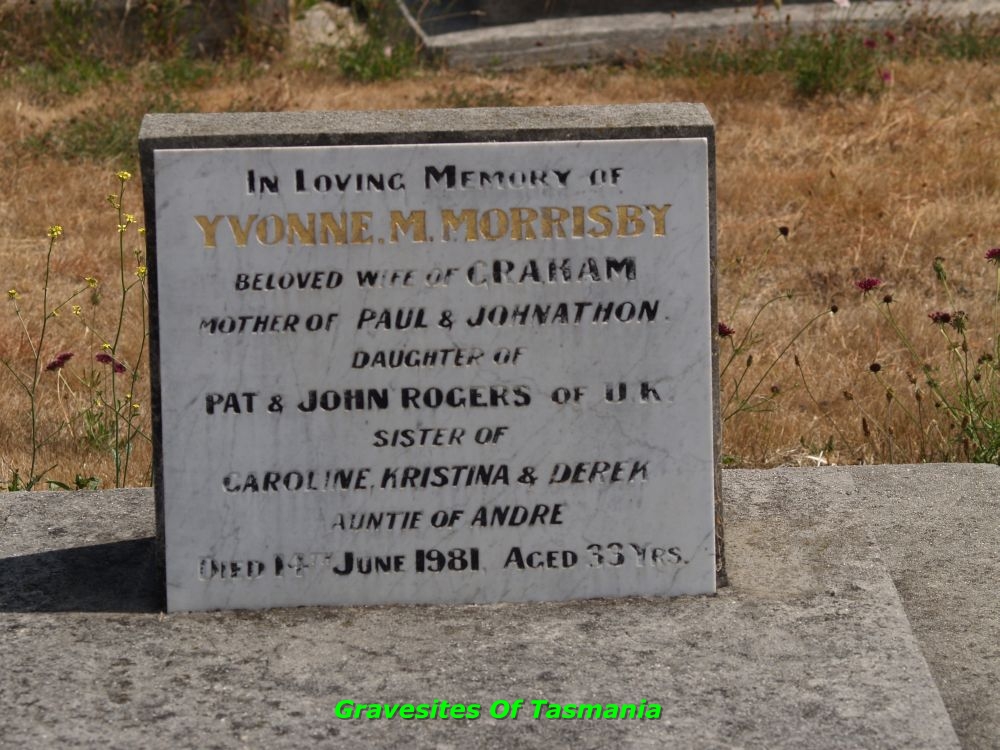 IN LOVING MEMORY OF
YVONNE. M. MORRISBY
BELOVED WIFE OF GRAHAM
MOTHER OF PAUL & JOHNATHON.
DAUGHTER OF
PAT & JOHN ROGERS OF U.K.
SISTER OF
CAROLINE, KRISTINA & DEREK
AUNTIE OF ANDRE
DIED 14TH JUNE 1981. AGED 33 YRS.
Gravesites Of Tasmania